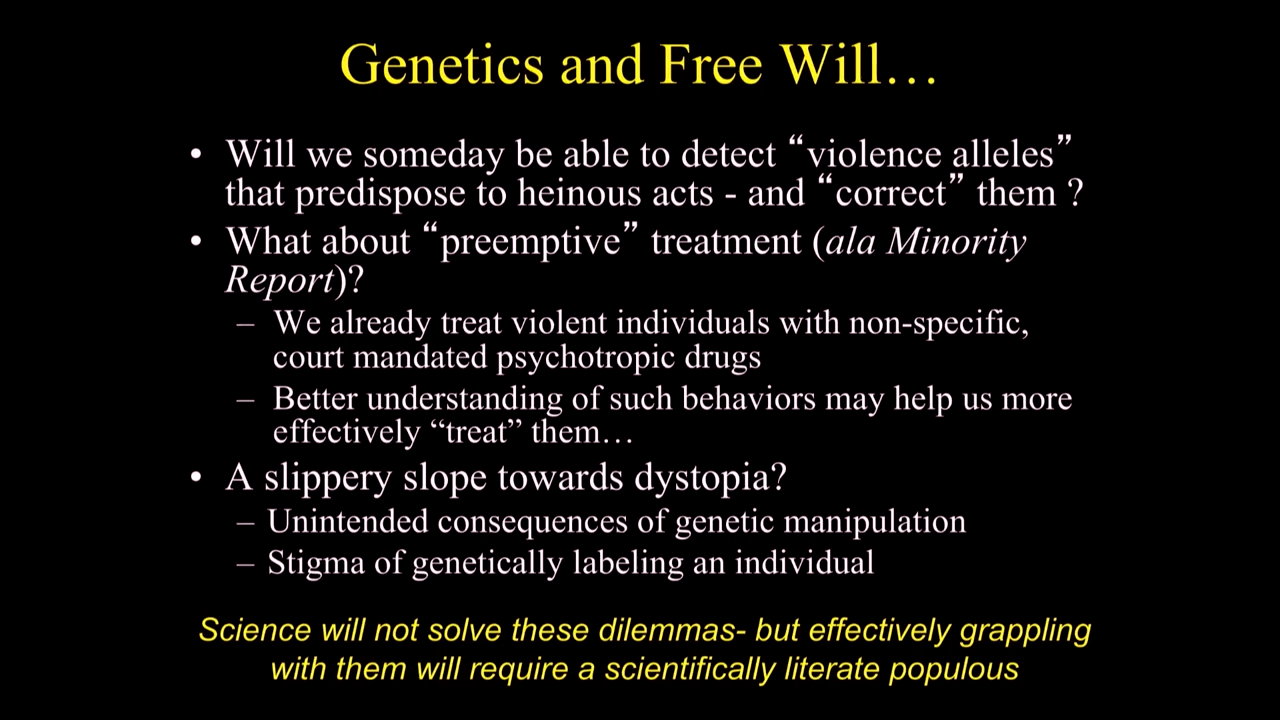 Genetics and Free Will…
• Will we someday be able to detect “violence alleles”
that predispose to heinous acts - and “correct” them ?
• What about “preemptive” treatment (ala Minority
Report)?
– We already treat violent individuals with non-specific,
court mandated psychotropic drugs
– Better understanding of such behaviors may help us more
effectively “treat” them…
• A slippery slope towards dystopia?
– Unintended consequences of genetic manipulation
– Stigma of genetically labeling an individual
Science will not solve these dilemmas- but effectively grappling
with them will require a scientifically literate populous